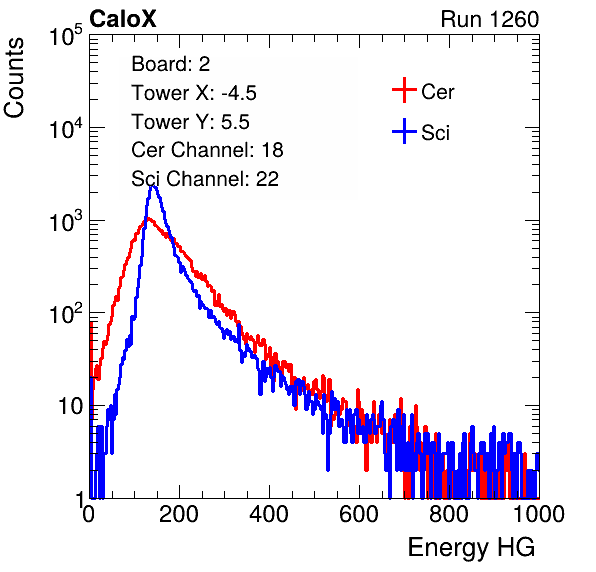 CaloX Run 1260
Counts
Board: 2
Tower X: -4.5
Tower Y: 5.5
Cer Channel: 18
Sci Channel: 22
Cer
Sci
10^5
10^4
10^3
10^2
10
1
0 200 400 600 800 1000
Energy HG